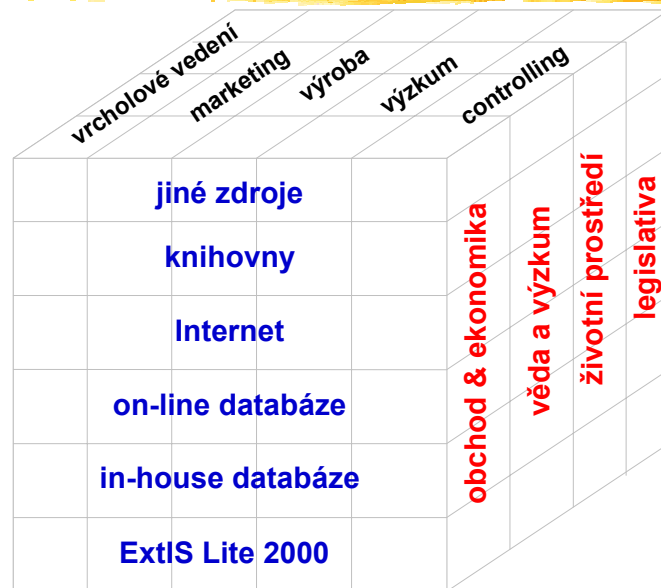 vrcholové vedení
marketing
výroba
výzkum
controlling
jiné zdroje
knihovny
Internet
on-line databáze
in-house databáze
ExtIS Lite 2000
obchod & ekonomika
věda a výzkum
životní prostředí
legislativa